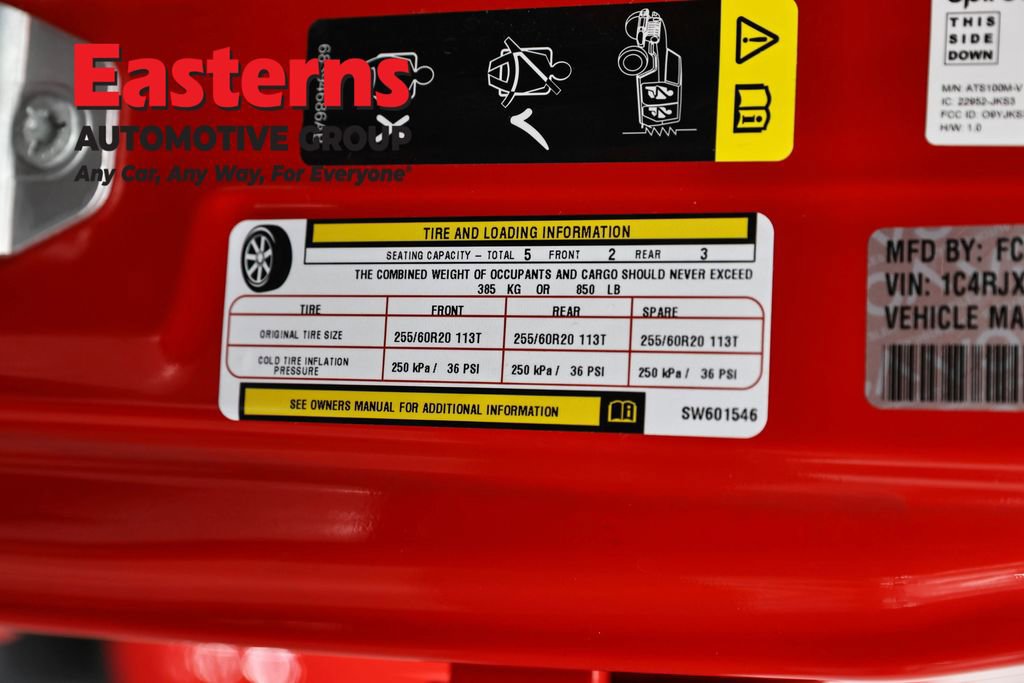 Easterns
AUTOMOTIVE GROUP
Any Car, Any Way, For Everyone
THIS
SIDE
DOWN
M/N: ATS100M-V
IC: 22952-JKS3
H/W: 1.0
TIRE AND LOADING INFORMATION
SEATING CAPACITY - TOTAL 5 FRONT 2 REAR 3
THE COMBINED WEIGHT OF OCCUPANTS AND CARGO SHOULD NEVER EXCEED
385 KG OR 850 LB
TIRE FRONT REAR SPARE
ORIGINAL TIRE SIZE 255/60R20 113T 255/60R20 113T 255/60R20 113T
COLD TIRE INFLATION
PRESSURE 250 kPa / 36 PSI 250 kPa / 36 PSI 250 kPa / 36 PSI
SEE OWNERS MANUAL FOR ADDITIONAL INFORMATION
SW601546
MFD BY: FC
VIN: 1C4RJX
VEHICLE MA